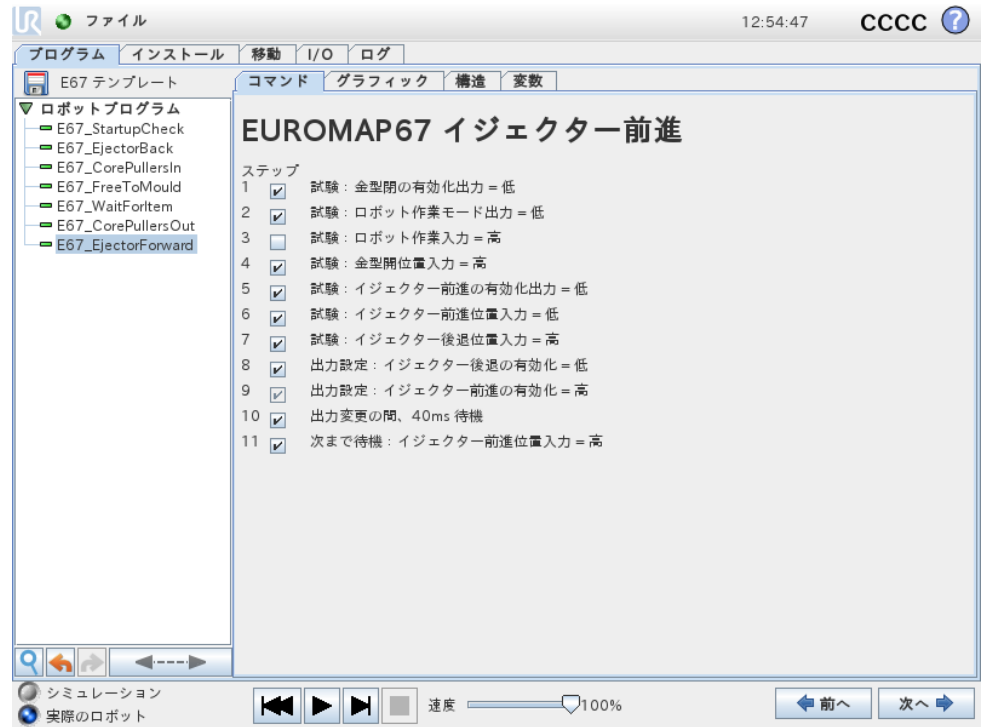 UR ファイル 12:54:47 CCCC ?
プログラム インストール 移動 I/O ログ
E67 テンプレート
コマンド グラフィック 構造 変数
ロボットプログラム
E67_StartupCheck
E67_EjectorBack
E67_CorePullersIn
E67_FreeToMould
E67_WaitForItem
E67_CorePullersOut
E67_EjectorForward
EUROMAP67 イジェクター前進
ステップ
1 試験：金型閉の有効化出力 = 低
2 試験：ロボット作業モード出力 = 低
3 試験：ロボット作業入力 = 高
4 試験：金型開位置入力 = 高
5 試験：イジェクター前進の有効化出力 = 低
6 試験：イジェクター前進位置入力 = 低
7 試験：イジェクター後退位置入力 = 高
8 出力設定：イジェクター後退の有効化 = 低
9 出力設定：イジェクター前進の有効化 = 高
10 出力変更の間、40ms 待機
11 次まで待機：イジェクター前進位置入力 = 高
シミュレーション
実際のロボット
速度 100%
前へ 次へ